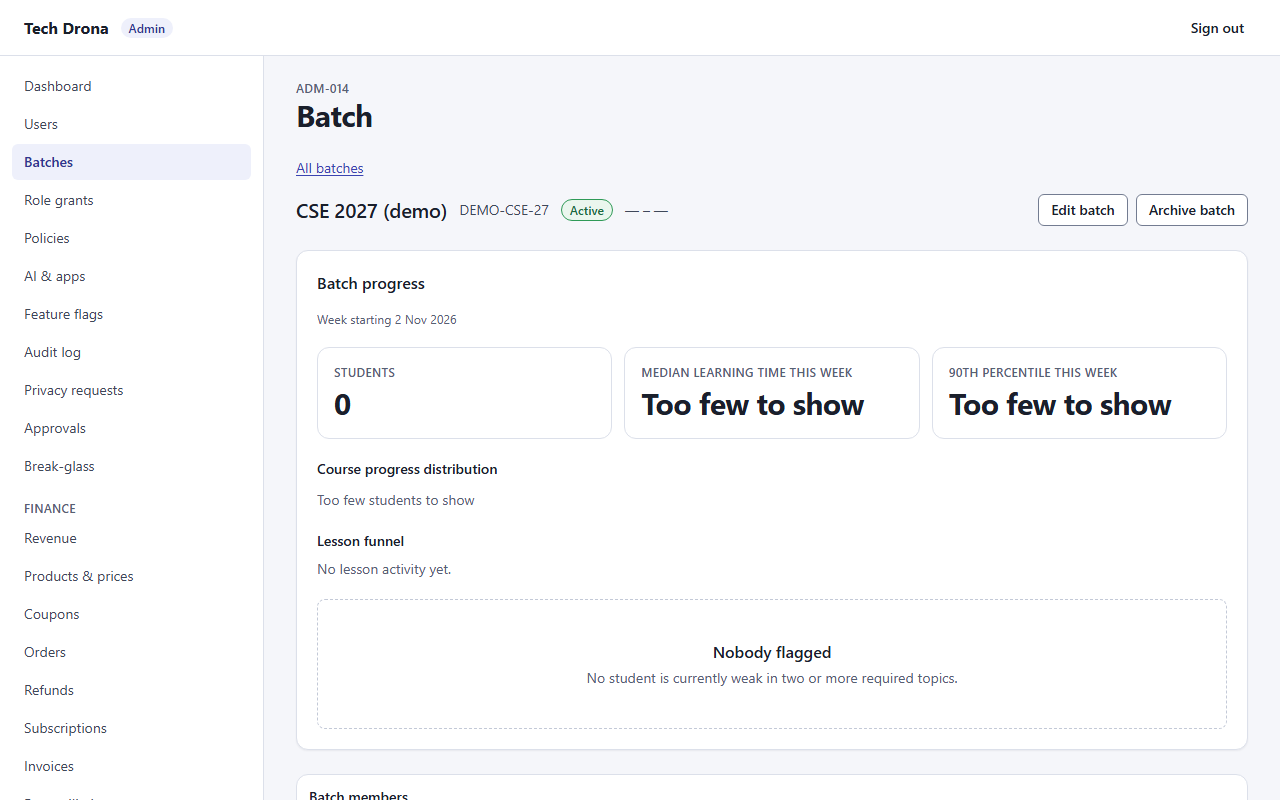 Tech Drona Admin Sign out
Dashboard
Users
Batches
Role grants
Policies
AI & apps
Feature flags
Audit log
Privacy requests
Approvals
Break-glass
FINANCE
Revenue
Products & prices
Coupons
Orders
Refunds
Subscriptions
Invoices
ADM-014
Batch
All batches
CSE 2027 (demo) DEMO-CSE-27 Active — – — Edit batch Archive batch
Batch progress
Week starting 2 Nov 2026
STUDENTS
0
MEDIAN LEARNING TIME THIS WEEK
Too few to show
90TH PERCENTILE THIS WEEK
Too few to show
Course progress distribution
Too few students to show
Lesson funnel
No lesson activity yet.
Nobody flagged
No student is currently weak in two or more required topics.
Batch members